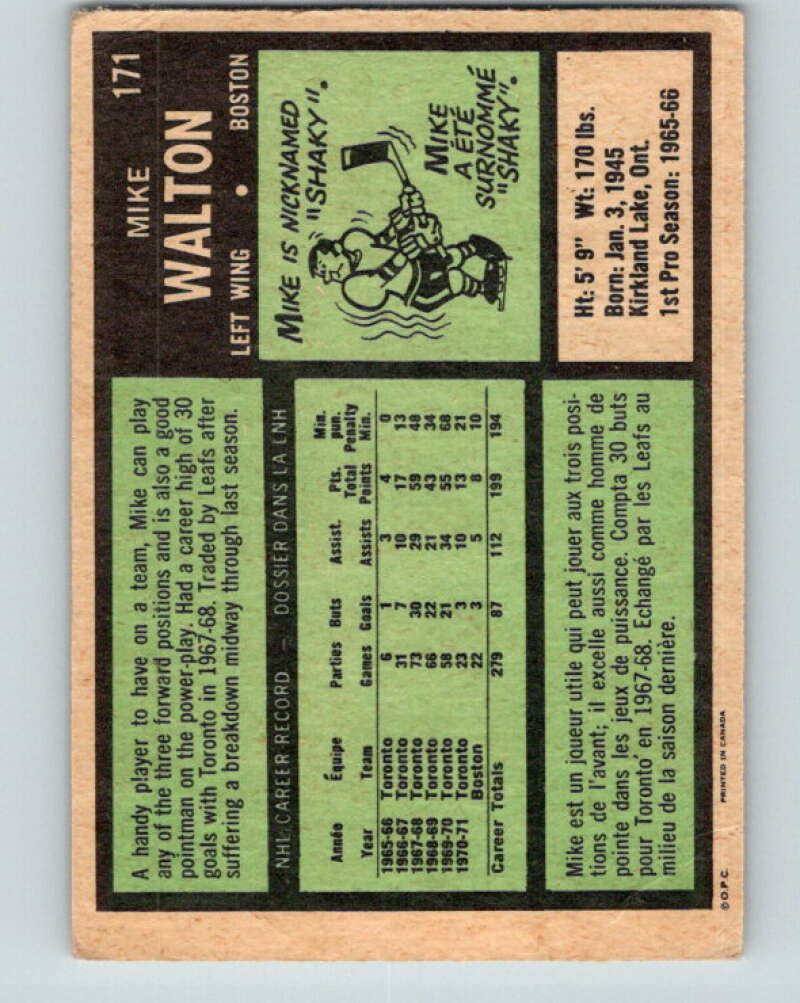 171
MIKE
WALTON
LEFT WING • BOSTON
A handy player to have on a team, Mike can play
any of the three forward positions and is also a good
pointman on the power-play. Had a career high of 30
goals with Toronto in 1967-68. Traded by Leafs after
suffering a breakdown midway through last season.
MIKE IS NICKNAMED
"SHAKY".
MIKE
A ÉTÉ
SURNOMMÉ
"SHAKY".
NHL CAREER RECORD — DOSSIER DANS LA LNH
Année Équipe Parties Buts Assist. Pts. Min. pun.
Year Team Games Goals Assists Total Points Penalty Min.
1965-66 Toronto 6 1 3 4 0
1966-67 Toronto 31 7 10 17 13
1967-68 Toronto 73 30 29 59 48
1968-69 Toronto 66 22 21 43 34
1969-70 Toronto 58 21 34 55 68
1970-71 Toronto 23 3 10 13 21
Boston 22 3 5 8 10
Career Totals 279 87 112 199 194
Ht: 5' 9" Wt: 170 lbs.
Born: Jan. 3, 1945
Kirkland Lake, Ont.
1st Pro Season: 1965-66
Mike est un joueur utile qui peut jouer aux trois posi-
tions de l'avant; il excelle aussi comme homme de
pointe dans les jeux de puissance. Compta 30 buts
pour Toronto en 1967-68. Echangé par les Leafs au
milieu de la saison dernière.
© O.P.C. PRINTED IN CANADA